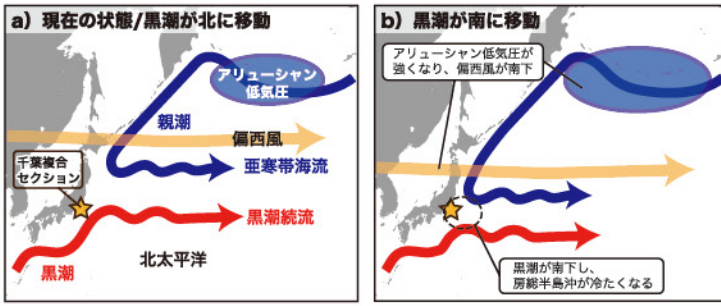 a）現在の状態/黒潮が北に移動
アリューシャン
低気圧
親潮
偏西風
亜寒帯海流
千葉複合
セクション
黒潮続流
黒潮
北太平洋
b）黒潮が南に移動
アリューシャン低気圧が
強くなり、偏西風が南下
黒潮が南下し、
房総半島沖が冷たくなる